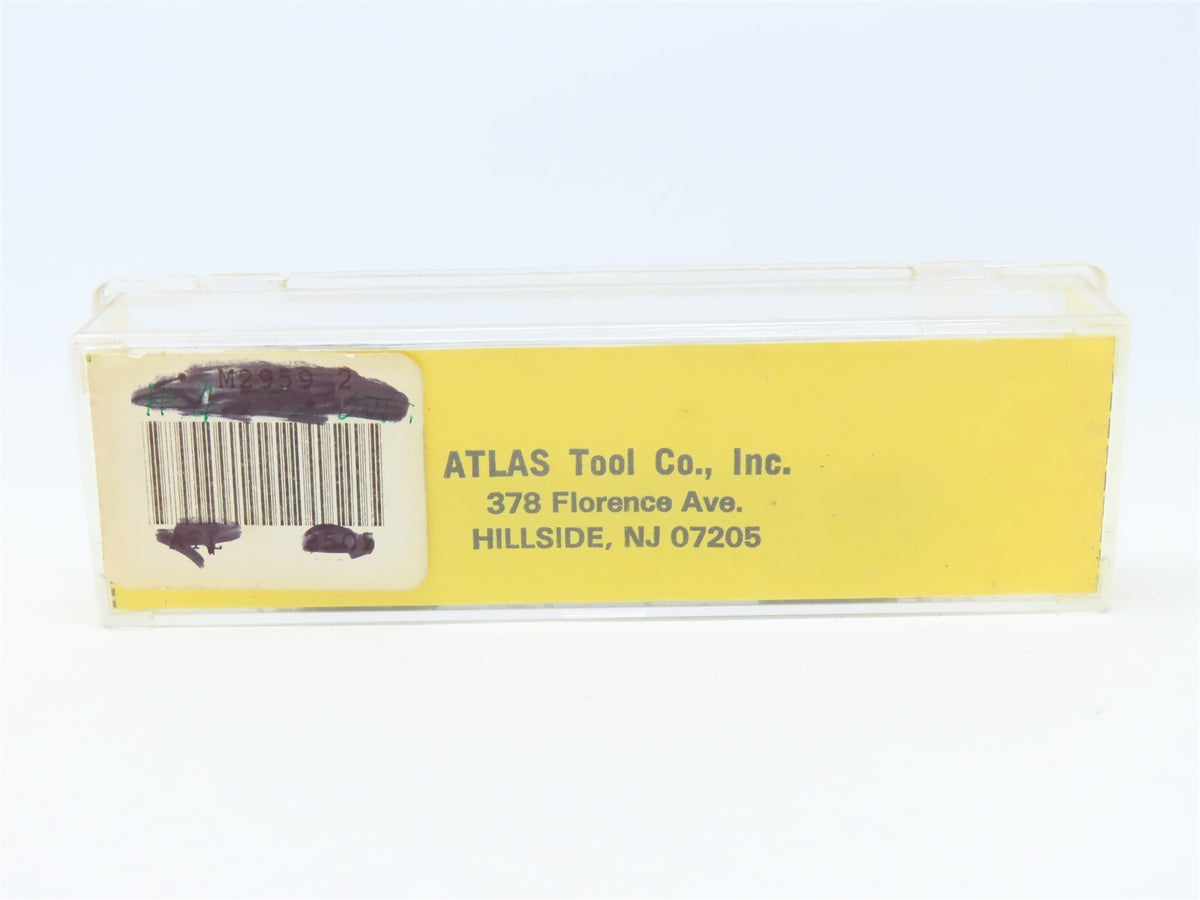 M2959 2
ATLAS Tool Co., Inc.
378 Florence Ave.
HILLSIDE, NJ 07205